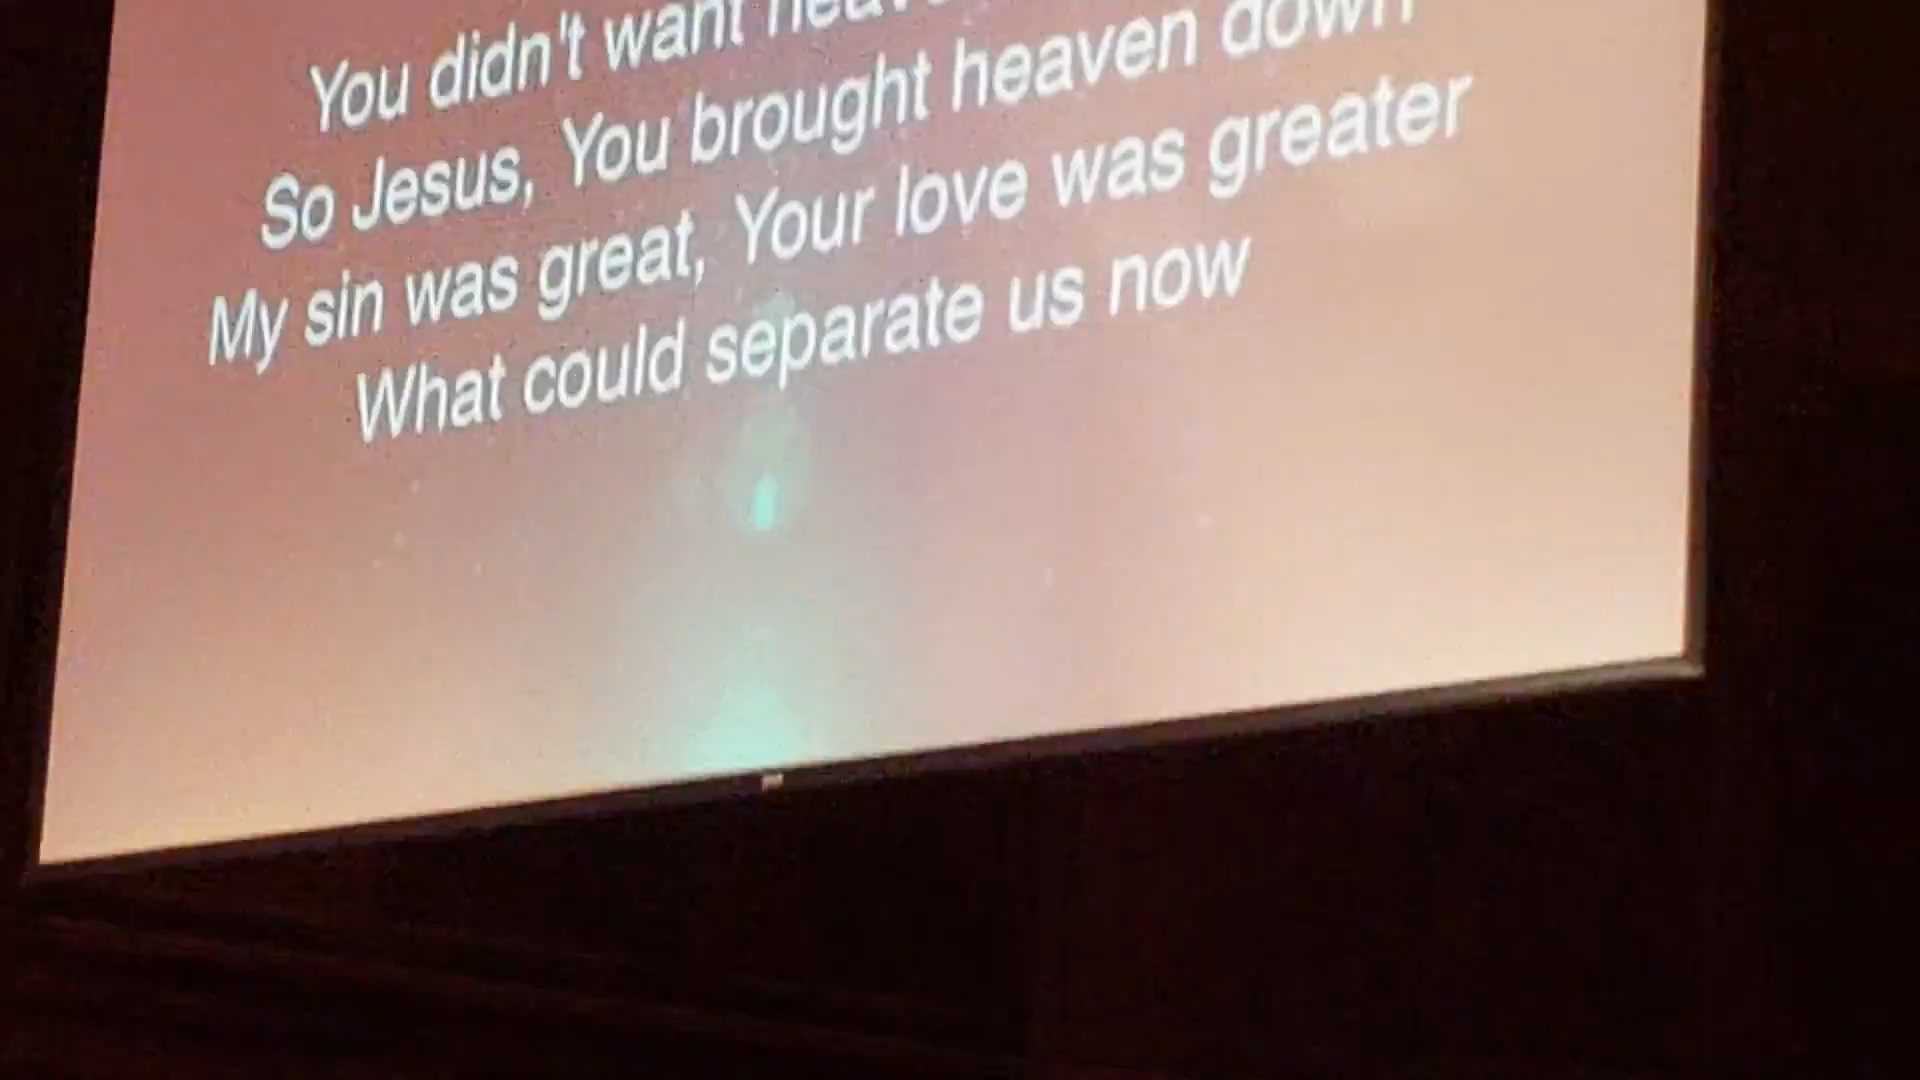 You didn't want
So Jesus, You brought heaven down
My sin was great, Your love was greater
What could separate us now